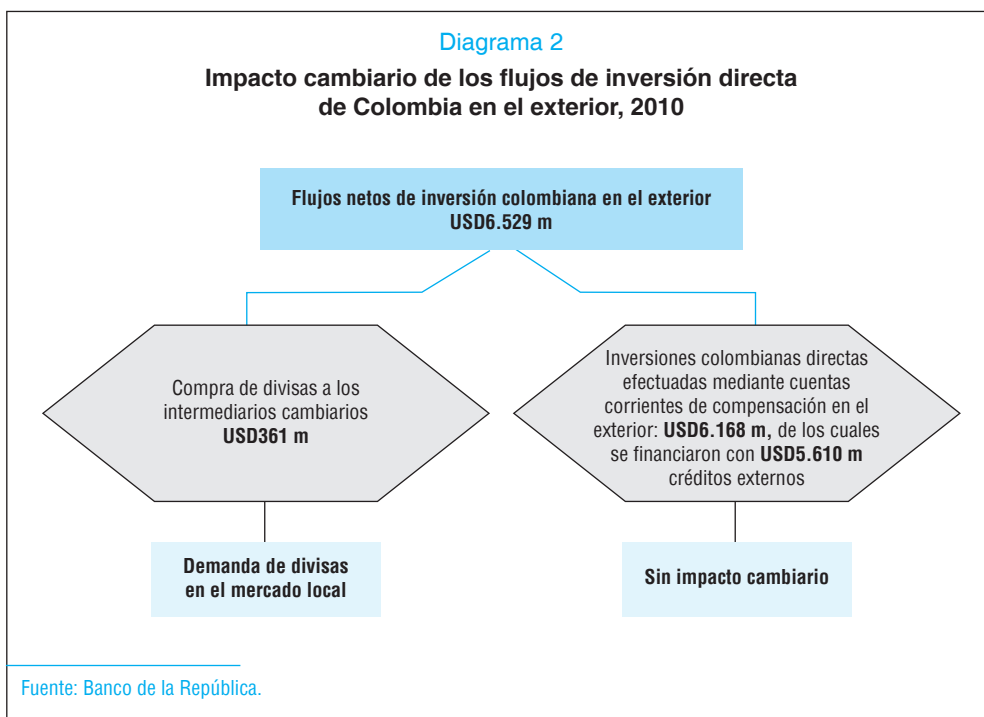 Diagrama 2
Impacto cambiario de los flujos de inversión directa
de Colombia en el exterior, 2010
Flujos netos de inversión colombiana en el exterior
USD6.529 m
Compra de divisas a los
intermediarios cambiarios
USD361 m
Inversiones colombianas directas
efectuadas mediante cuentas
corrientes de compensación en el
exterior: USD6.168 m, de los cuales
se financiaron con USD5.610 m
créditos externos
Demanda de divisas
en el mercado local
Sin impacto cambiario
Fuente: Banco de la República.